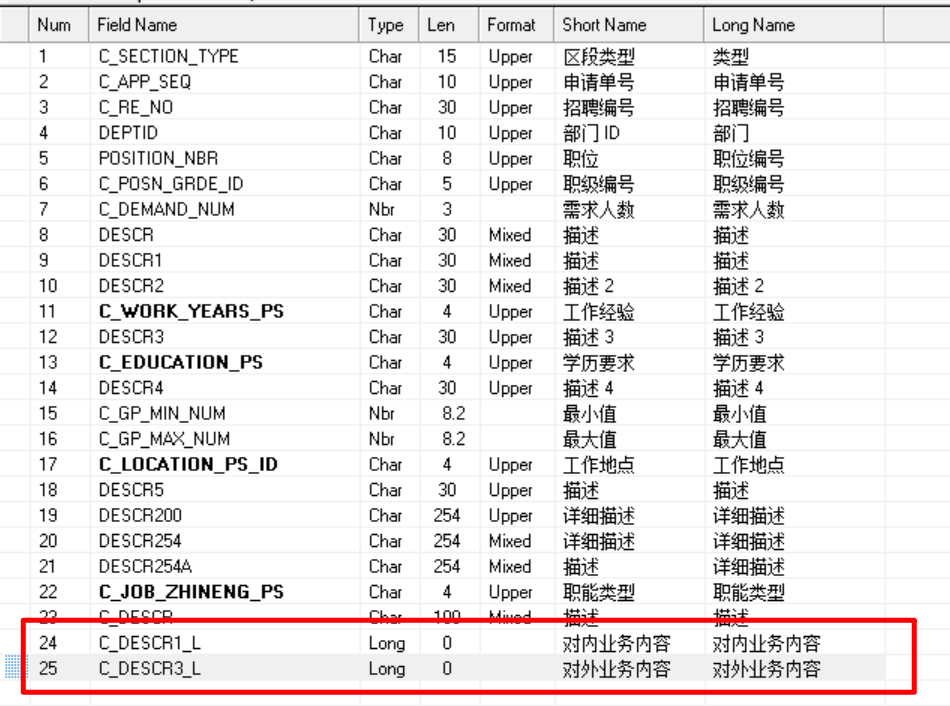 Num Field Name Type Len Format Short Name Long Name
1 C_SECTION_TYPE Char 15 Upper 区段类型 类型
2 C_APP_SEQ Char 10 Upper 申请单号 申请单号
3 C_RE_NO Char 30 Upper 招聘编号 招聘编号
4 DEPTID Char 10 Upper 部门 ID 部门
5 POSITION_NBR Char 8 Upper 职位 职位编号
6 C_POSN_GRDE_ID Char 5 Upper 职级编号 职级编号
7 C_DEMAND_NUM Nbr 3 需求人数 需求人数
8 DESCR Char 30 Mixed 描述 描述
9 DESCR1 Char 30 Mixed 描述 描述
10 DESCR2 Char 30 Mixed 描述 2 描述 2
11 C_WORK_YEARS_PS Char 4 Upper 工作经验 工作经验
12 DESCR3 Char 30 Upper 描述 3 描述 3
13 C_EDUCATION_PS Char 4 Upper 学历要求 学历要求
14 DESCR4 Char 30 Upper 描述 4 描述 4
15 C_GP_MIN_NUM Nbr 8.2 最小值 最小值
16 C_GP_MAX_NUM Nbr 8.2 最大值 最大值
17 C_LOCATION_PS_ID Char 4 Upper 工作地点 工作地点
18 DESCR5 Char 30 Upper 描述 描述
19 DESCR200 Char 254 Upper 详细描述 详细描述
20 DESCR254 Char 254 Mixed 详细描述 详细描述
21 DESCR254A Char 254 Mixed 描述 详细描述
22 C_JOB_ZHINENG_PS Char 4 Upper 职能类型 职能类型
23 C_DESCR Char 100 Mixed 描述 描述
24 C_DESCR1_L Long 0 对内业务内容 对内业务内容
25 C_DESCR3_L Long 0 对外业务内容 对外业务内容